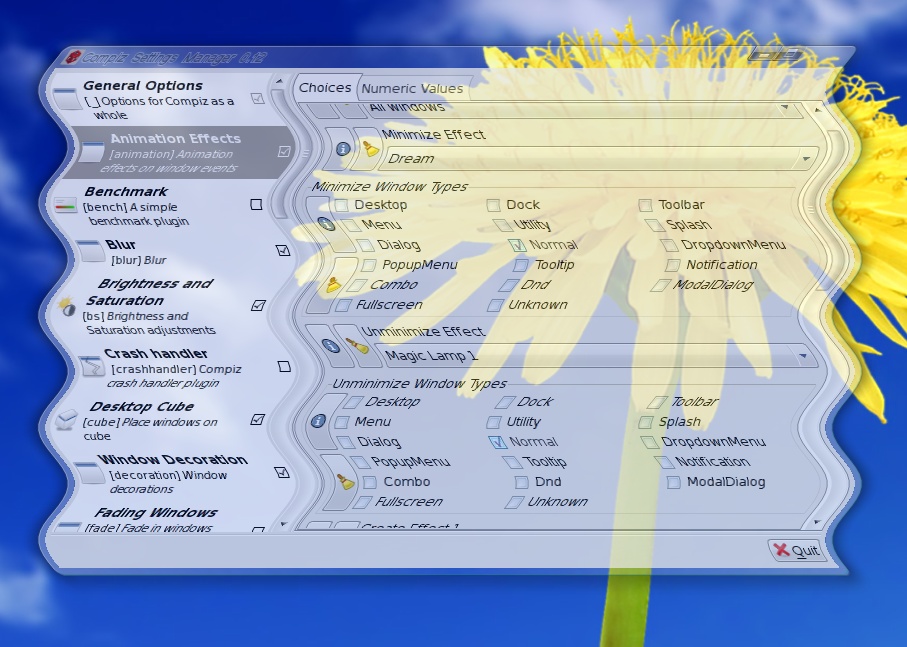 Compiz Settings Manager 0.12
General Options
[_] Options for Compiz as a
whole
Animation Effects
[animation] Animation
effects on window events
Benchmark
[bench] A simple
benchmark plugin
Blur
[blur] Blur
Brightness and
Saturation
[bs] Brightness and
Saturation adjustments
Crash handler
[crashhandler] Compiz
crash handler plugin
Desktop Cube
[cube] Place windows on
cube
Window Decoration
[decoration] Window
decorations
Fading Windows
[fade] Fade in windows
Choices Numeric Values
All windows
Minimize Effect
Dream
Minimize Window Types
Desktop Dock Toolbar
Menu Utility Splash
Dialog Normal DropdownMenu
PopupMenu Tooltip Notification
Combo Dnd ModalDialog
Fullscreen Unknown
Unminimize Effect
Magic Lamp 1
Unminimize Window Types
Desktop Dock Toolbar
Menu Utility Splash
Dialog Normal DropdownMenu
PopupMenu Tooltip Notification
Combo Dnd ModalDialog
Fullscreen Unknown
Create Effect 1
Quit